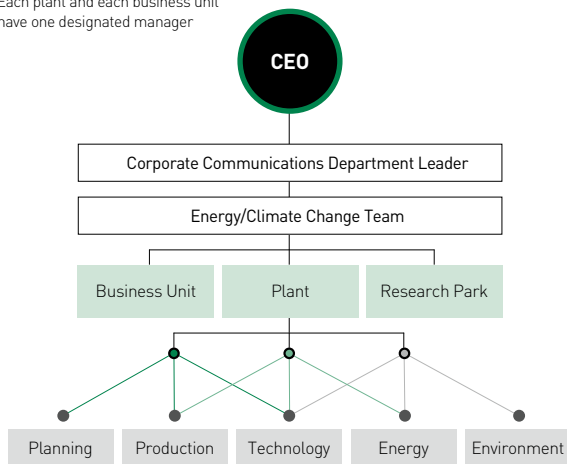 Each plant and each business unit
have one designated manager
CEO
Corporate Communications Department Leader
Energy/Climate Change Team
Business Unit
Plant
Research Park
Planning
Production
Technology
Energy
Environment